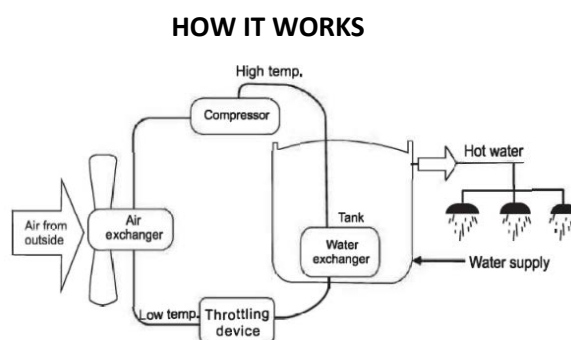 HOW IT WORKS
High temp.
Compressor
Hot water
Air from
outside
Air
exchanger
Tank
Water
exchanger
Water supply
Low temp.
Throttling
device